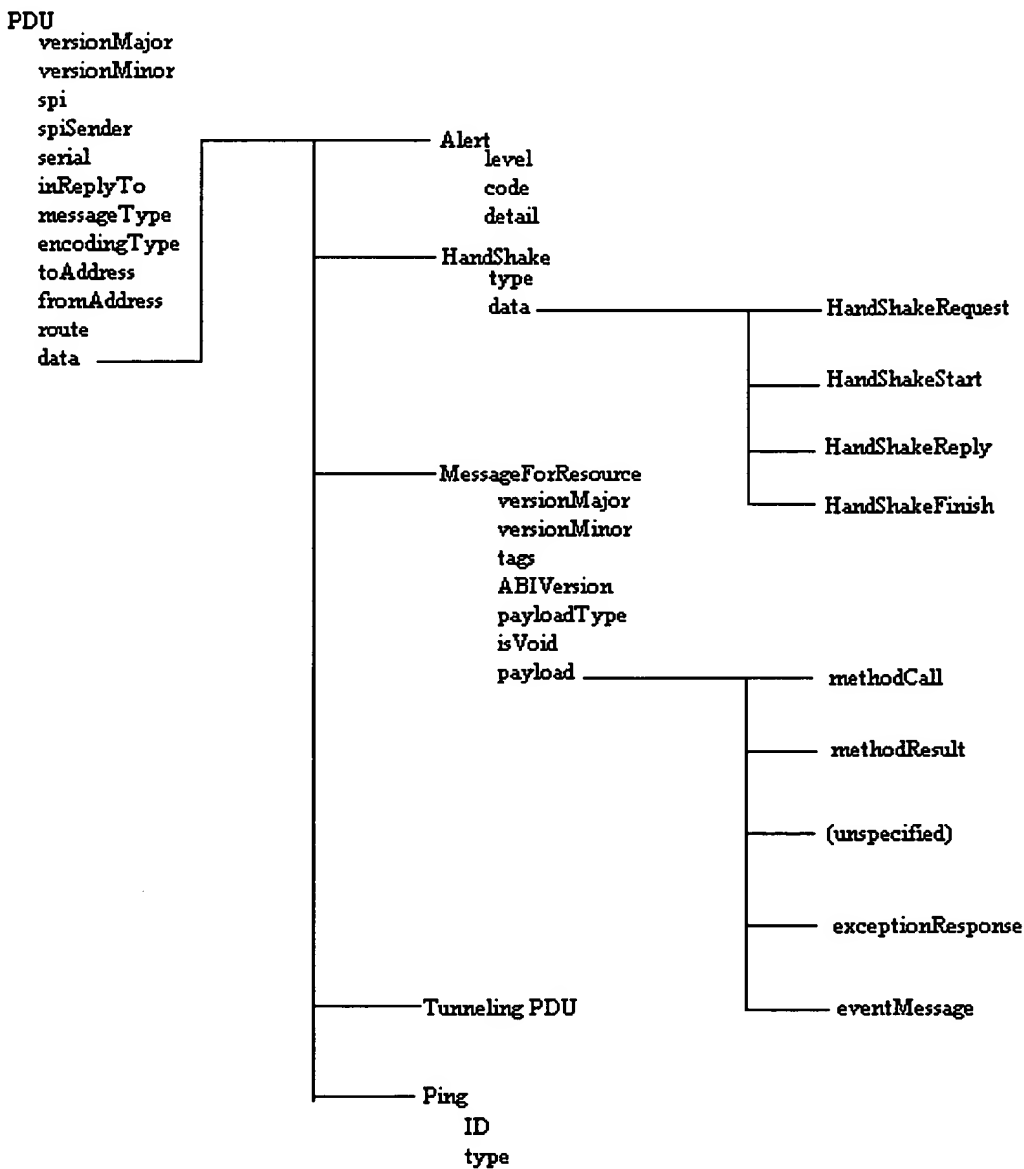 PDU
versionMajor
versionMinor
spi
spiSender
serial
inReplyTo
messageType
encodingType
toAddress
fromAddress
route
data
Alert
level
code
detail
HandShake
type
data
HandShakeRequest
HandShakeStart
HandShakeReply
HandShakeFinish
MessageForResource
versionMajor
versionMinor
tags
ABIVersion
payloadType
isVoid
payload
methodCall
methodResult
(unspecified)
exceptionResponse
eventMessage
Tunneling PDU
Ping
ID
type